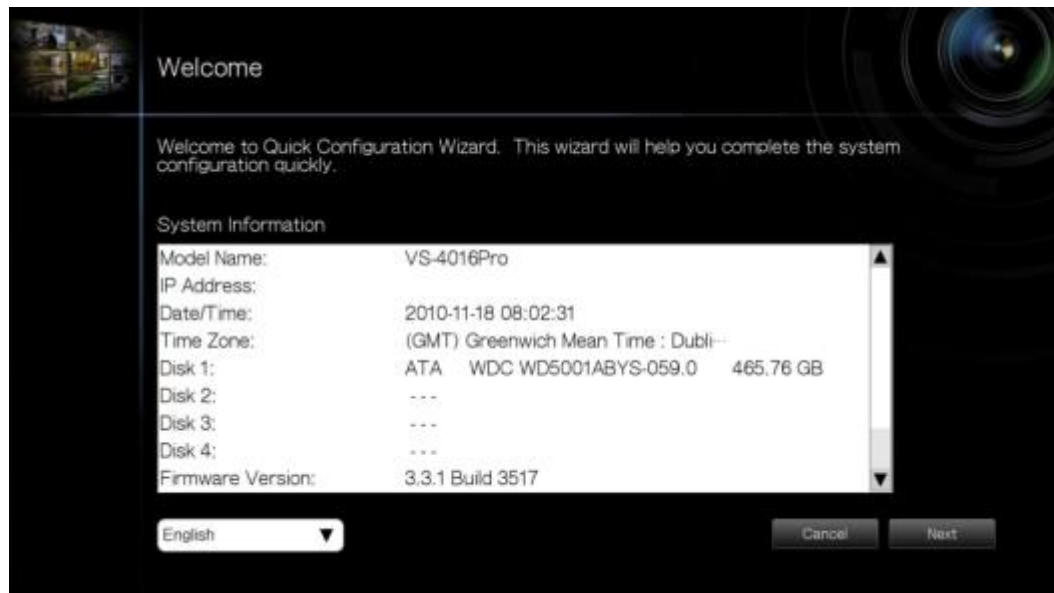 Welcome
Welcome to Quick Configuration Wizard. This wizard will help you complete the system
configuration quickly.
System Information
Model Name: VS-4016Pro
IP Address:
Date/Time: 2010-11-18 08:02:31
Time Zone: (GMT) Greenwich Mean Time : Dubli···
Disk 1: ATA WDC WD5001ABYS-059.0 465.76 GB
Disk 2: ---
Disk 3: ---
Disk 4: ---
Firmware Version: 3.3.1 Build 3517
English
Cancel Next